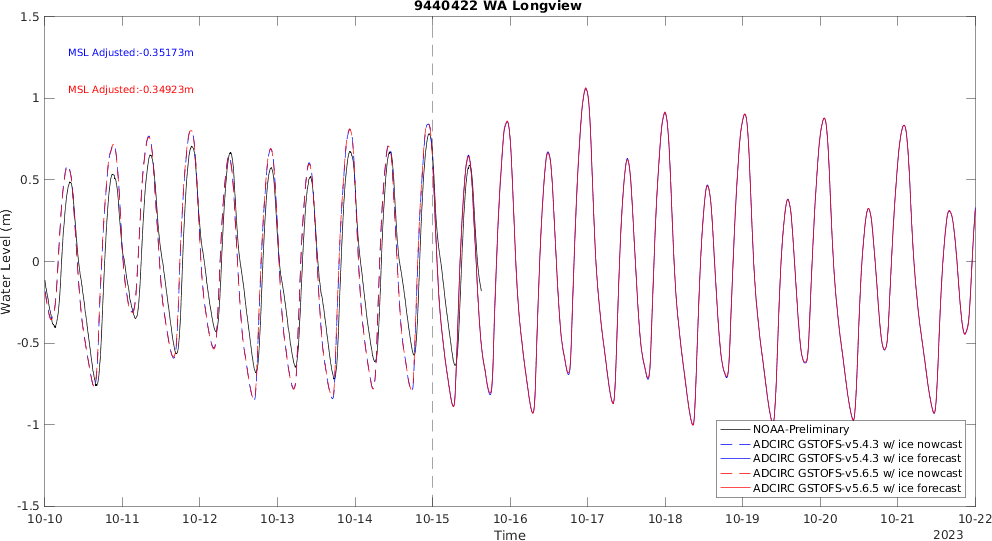 9440422 WA Longview
MSL Adjusted:-0.35173m
MSL Adjusted:-0.34923m
Water Level (m)
1.5
1
0.5
0
-0.5
-1
-1.5
NOAA-Preliminary
ADCIRC GSTOFS-v5.4.3 w/ ice nowcast
ADCIRC GSTOFS-v5.4.3 w/ ice forecast
ADCIRC GSTOFS-v5.6.5 w/ ice nowcast
ADCIRC GSTOFS-v5.6.5 w/ ice forecast
10-10 10-11 10-12 10-13 10-14 10-15 10-16 10-17 10-18 10-19 10-20 10-21 10-22
Time 2023